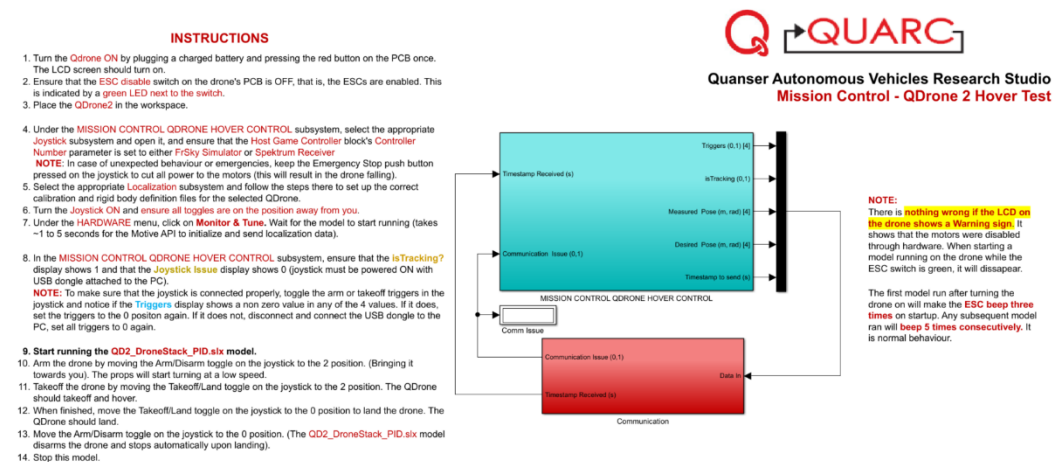 INSTRUCTIONS
1. Turn the Qdrone ON by plugging a charged battery and pressing the red button on the PCB once.
The LCD screen should turn on.
2. Ensure that the ESC disable switch on the drone's PCB is OFF, that is, the ESCs are enabled. This
is indicated by a green LED next to the switch.
3. Place the QDrone2 in the workspace.
4. Under the MISSION CONTROL QDRONE HOVER CONTROL subsystem, select the appropriate
Joystick subsystem and open it, and ensure that the Host Game Controller block's Controller
Number parameter is set to either FrSky Simulator or Spektrum Receiver
NOTE: In case of unexpected behaviour or emergencies, keep the Emergency Stop push button
pressed on the joystick to cut all power to the motors (this will result in the drone falling).
5. Select the appropriate Localization subsystem and follow the steps there to set up the correct
calibration and rigid body definition files for the selected QDrone.
6. Turn the Joystick ON and ensure all toggles are on the position away from you.
7. Under the HARDWARE menu, click on Monitor & Tune. Wait for the model to start running (takes
~1 to 5 seconds for the Motive API to initialize and send localization data).
8. In the MISSION CONTROL QDRONE HOVER CONTROL subsystem, ensure that the isTracking?
display shows 1 and that the Joystick Issue display shows 0 (joystick must be powered ON with
USB dongle attached to the PC).
NOTE: To make sure that the joystick is connected properly, toggle the arm or takeoff triggers in the
joystick and notice if the Triggers display shows a non zero value in any of the 4 values. If it does,
set the triggers to the 0 positon again. If it does not, disconnect and connect the USB dongle to the
PC, set all triggers to 0 again.
9. Start running the QD2_DroneStack_PID.slx model.
10. Arm the drone by moving the Arm/Disarm toggle on the joystick to the 2 position. (Bringing it
towards you). The props will start turning at a low speed.
11. Takeoff the drone by moving the Takeoff/Land toggle on the joystick to the 2 position. The QDrone
should takeoff and hover.
12. When finished, move the Takeoff/Land toggle on the joystick to the 0 position to land the drone. The
QDrone should land.
13. Move the Arm/Disarm toggle on the joystick to the 0 position. (The QD2_DroneStack_PID.slx model
disarms the drone and stops automatically upon landing).
14. Stop this model.
QUARC
Quanser Autonomous Vehicles Research Studio
Mission Control - QDrone 2 Hover Test
Triggers (0,1) [4]
Timestamp Received (s)
isTracking (0,1)
Measured Pose (m, rad) [4]
Desired Pose (m, rad) [4]
Communication Issue (0,1)
Timestamp to send (s)
MISSION CONTROL QDRONE HOVER CONTROL
Comm Issue
Communication Issue (0,1)
Data in
Timestamp Received (s)
Communication
NOTE:
There is nothing wrong if the LCD on
the drone shows a Warning sign. It
shows that the motors were disabled
through hardware. When starting a
model running on the drone while the
ESC switch is green, it will dissapear.
The first model run after turning the
drone on will make the ESC beep three
times on startup. Any subsequent model
ran will beep 5 times consecutively. It
is normal behaviour.